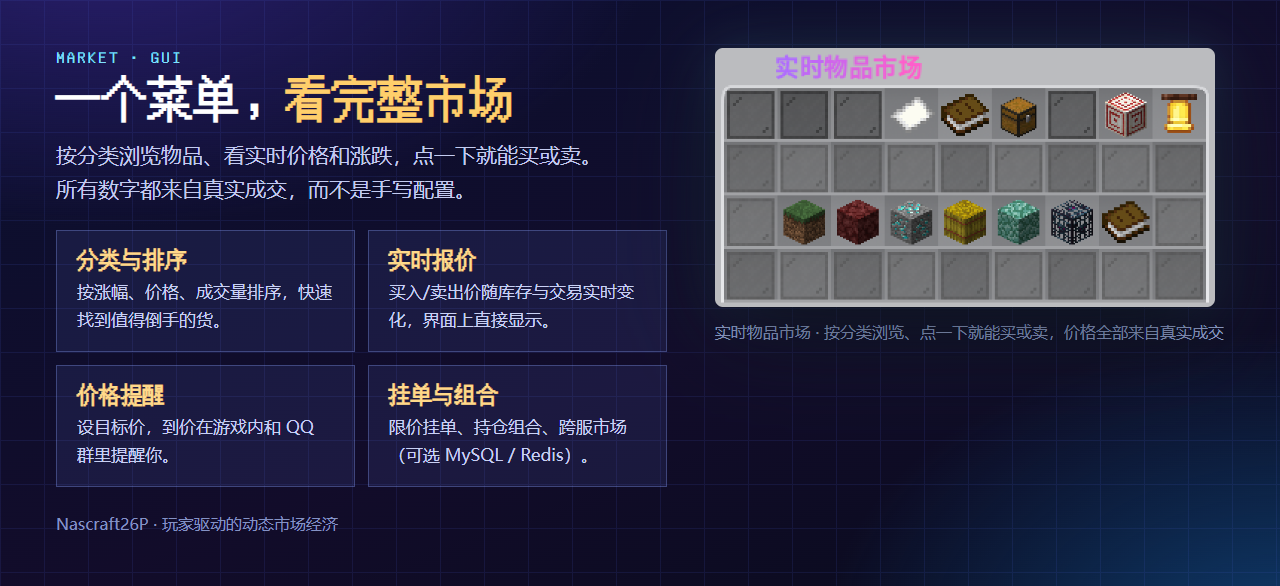 MARKET · GUI
一个菜单，看完整市场
按分类浏览物品、看实时价格和涨跌，点一下就能买或卖。
所有数字都来自真实成交，而不是手写配置。
分类与排序
按涨幅、价格、成交量排序，快速
找到值得倒手的货。
实时报价
买入/卖出价随库存与交易实时变
化，界面上直接显示。
价格提醒
设目标价，到价在游戏内和 QQ
群里提醒你。
挂单与组合
限价挂单、持仓组合、跨服市场
（可选 MySQL / Redis）。
Nascraft26P · 玩家驱动的动态市场经济
实时物品市场
实时物品市场 · 按分类浏览、点一下就能买或卖，价格全部来自真实成交